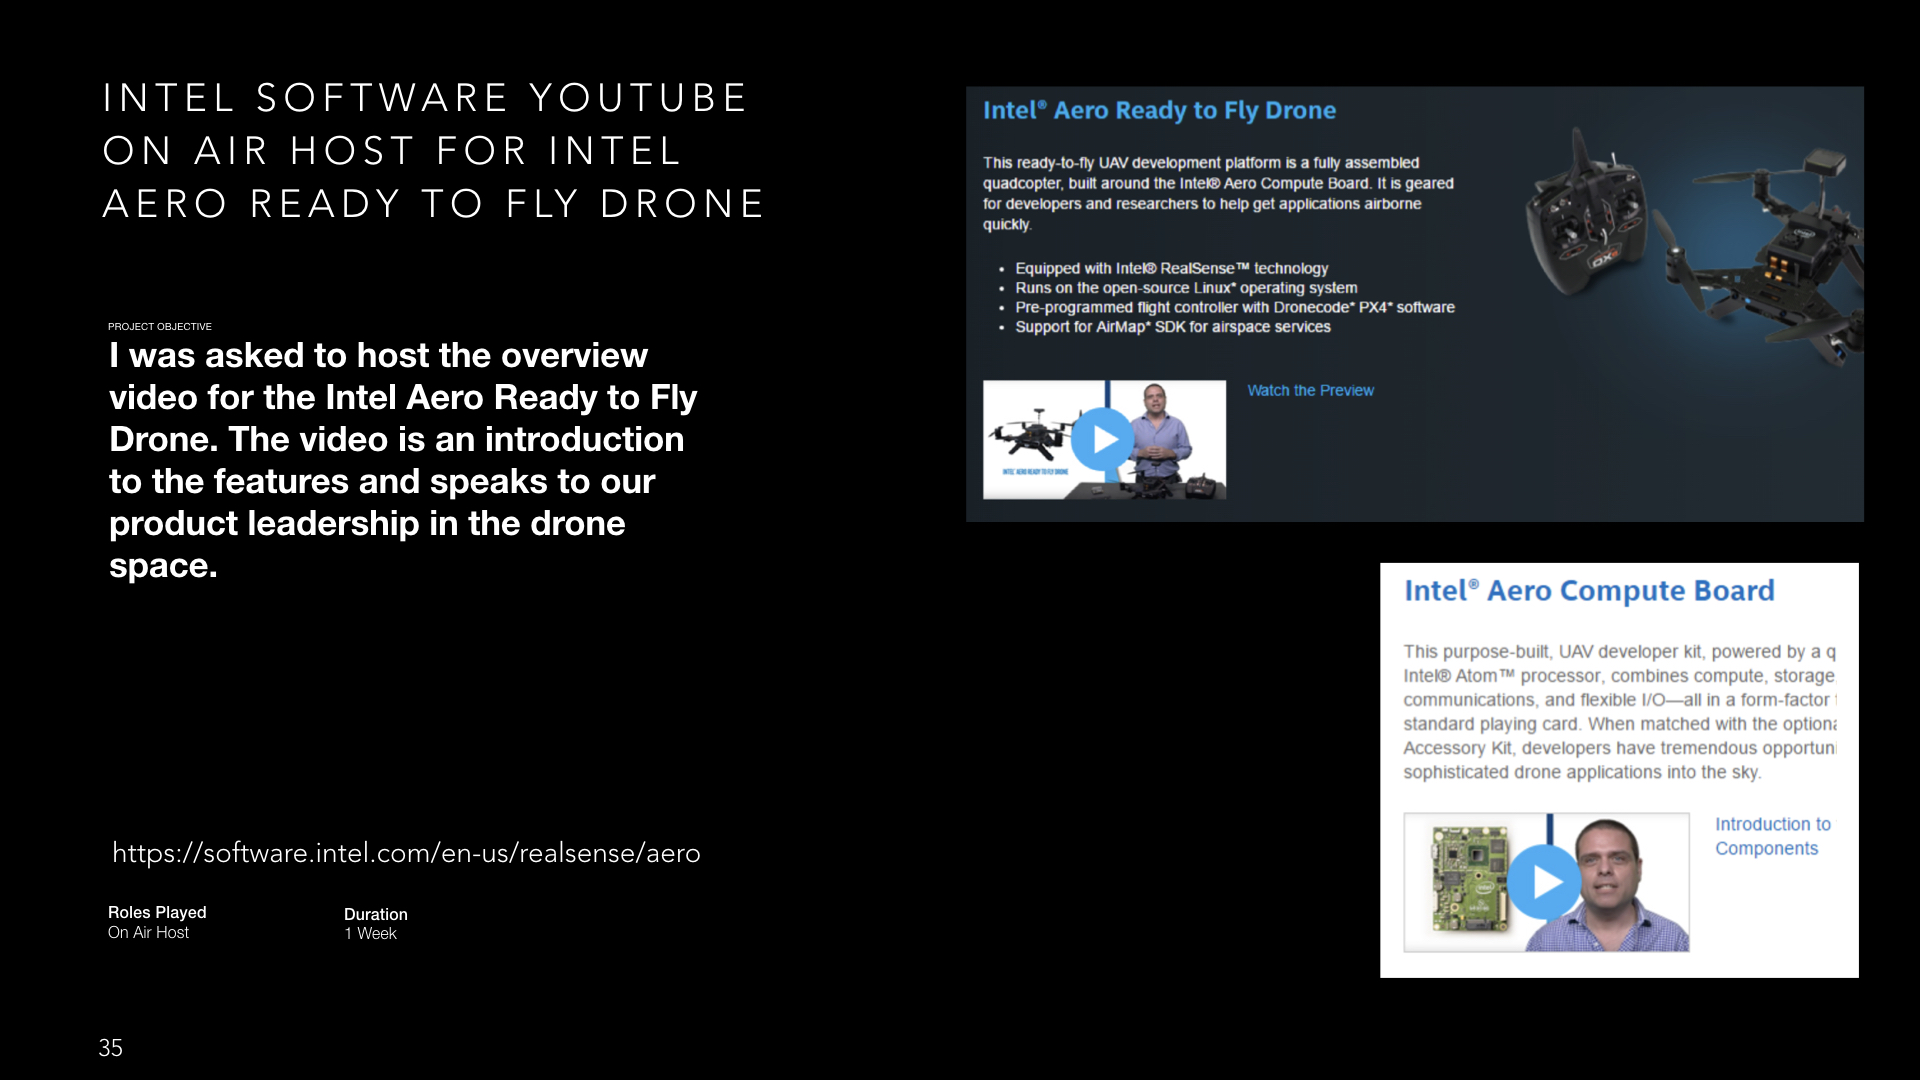 INTEL SOFTWARE YOUTUBE
ON AIR HOST FOR INTEL
AERO READY TO FLY DRONE
PROJECT OBJECTIVE
I was asked to host the overview
video for the Intel Aero Ready to Fly
Drone. The video is an introduction
to the features and speaks to our
product leadership in the drone
space.
https://software.intel.com/en-us/realsense/aero
Roles Played
On Air Host
Duration
1 Week
35
Intel® Aero Ready to Fly Drone
This ready-to-fly UAV development platform is a fully assembled
quadcopter, built around the Intel® Aero Compute Board. It is geared
for developers and researchers to help get applications airborne
quickly.
• Equipped with Intel® RealSense™ technology
• Runs on the open-source Linux* operating system
• Pre-programmed flight controller with Dronecode* PX4* software
• Support for AirMap* SDK for airspace services
INTEL® AERO READY TO FLY DRONE
Watch the Preview
Intel® Aero Compute Board
This purpose-built, UAV developer kit, powered by a q
Intel® Atom™ processor, combines compute, storage,
communications, and flexible I/O—all in a form-factor
standard playing card. When matched with the optiona
Accessory Kit, developers have tremendous opportuni
sophisticated drone applications into the sky.
Introduction to
Components